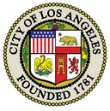 CITY OF LOS ANGELES
FOUNDED 1781